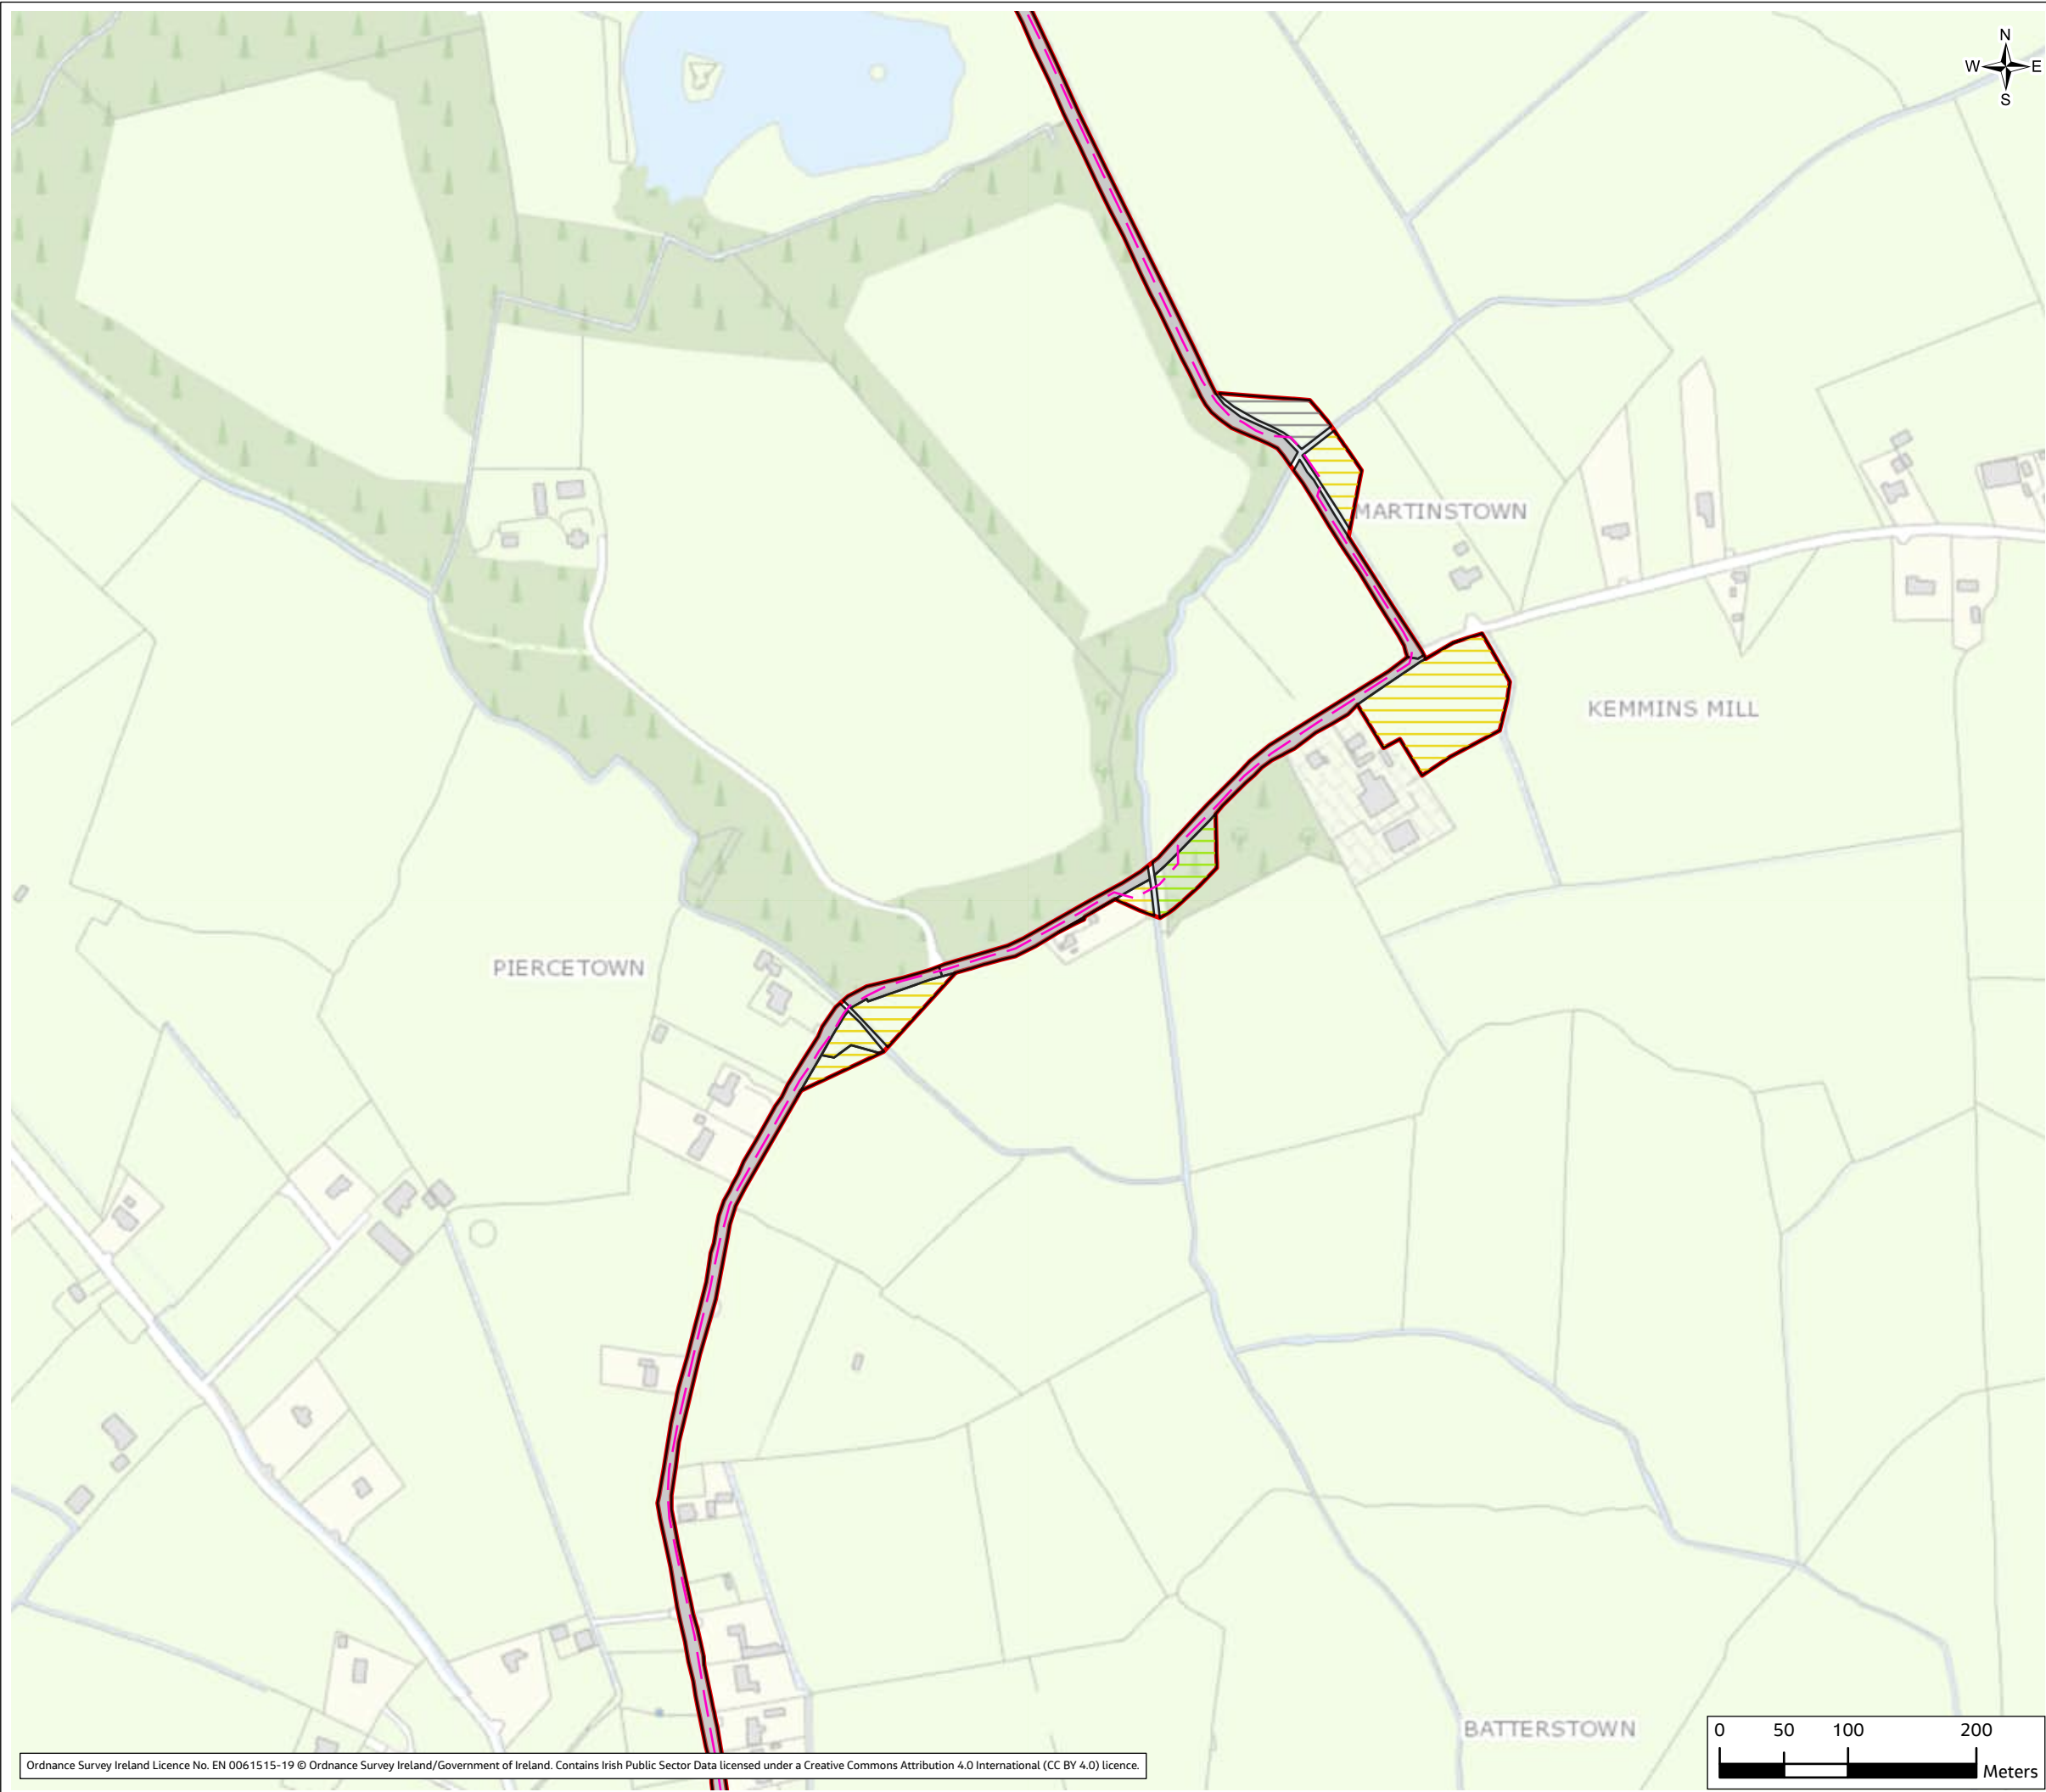 N
W E
S
MARTINSTOWN
KEMMINS MILL
PIERCETOWN
BATTERSTOWN
0 50 100 200
Meters
Ordnance Survey Ireland Licence No. EN 0061515-19 © Ordnance Survey Ireland/Government of Ireland. Contains Irish Public Sector Data licensed under a Creative Commons Attribution 4.0 International (CC BY 4.0) licence.